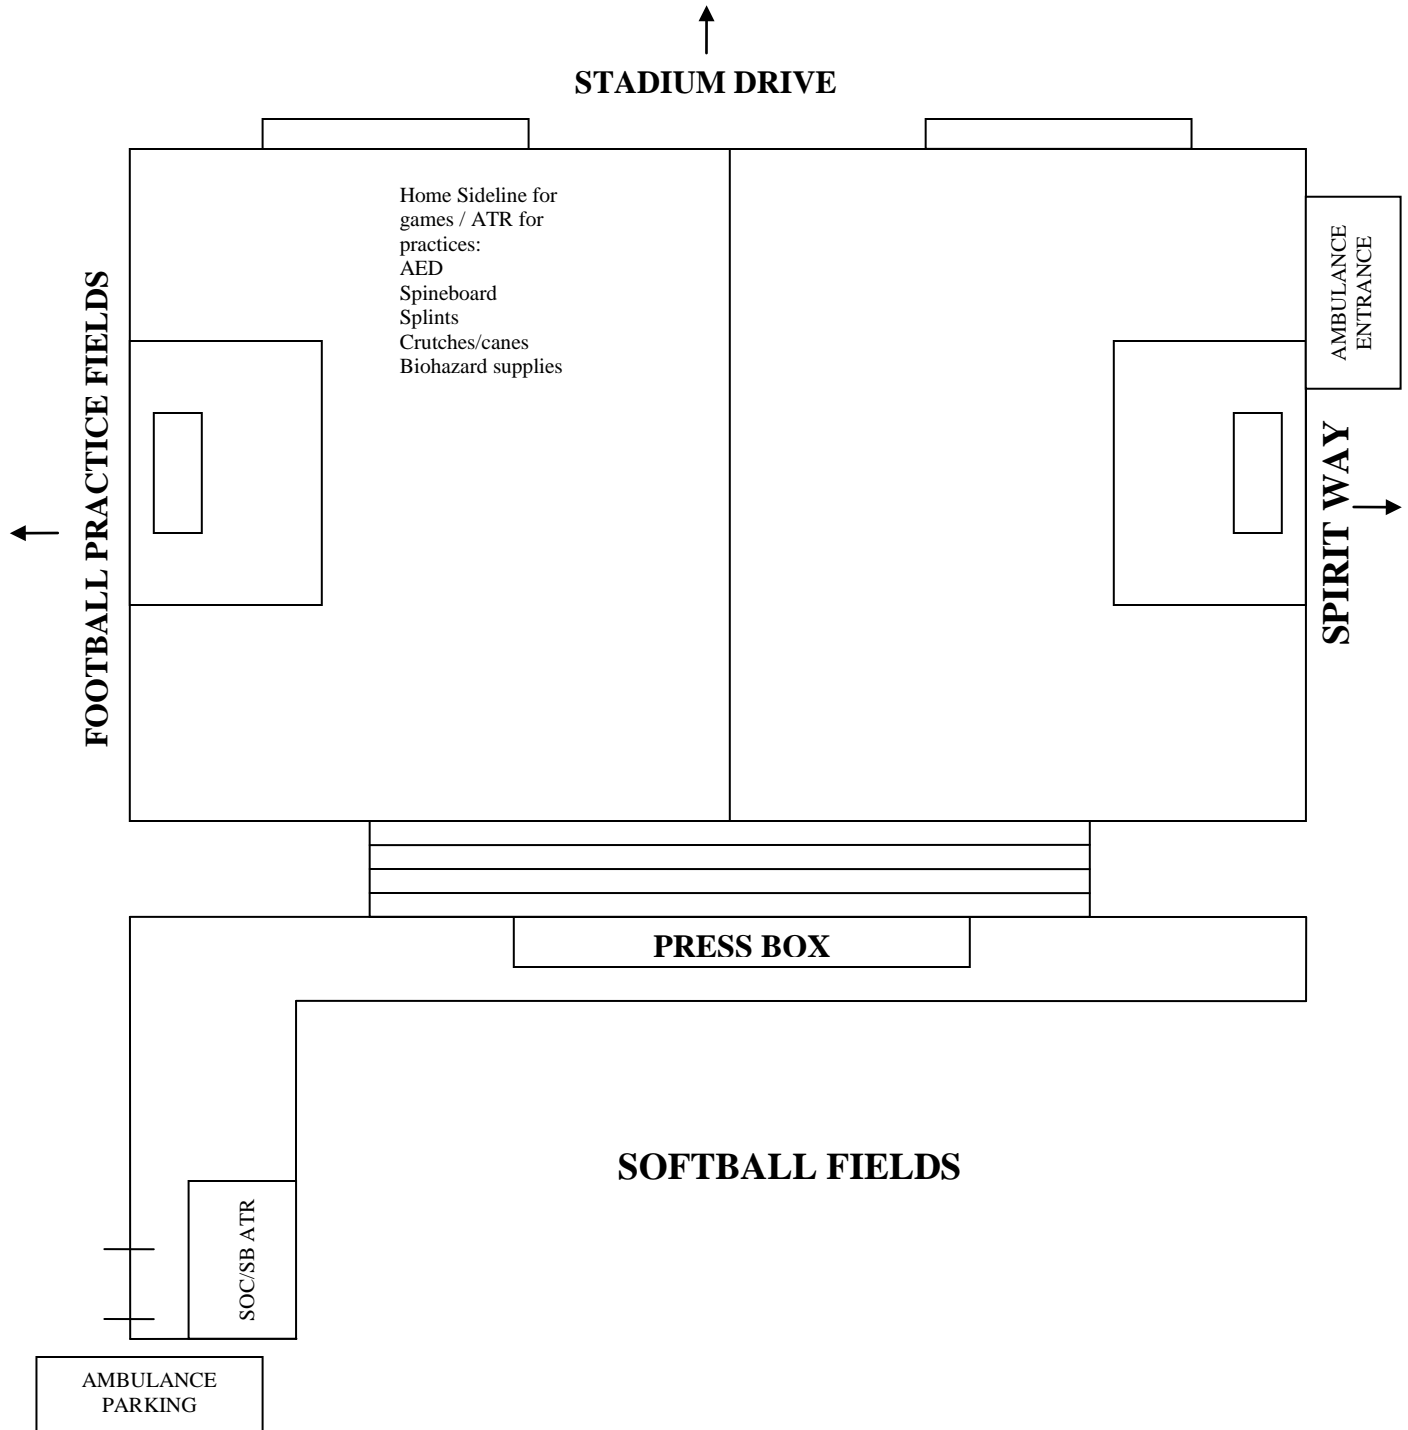 STADIUM DRIVE
Home Sideline for
games / ATR for
practices:
AED
Spineboard
Splints
Crutches/canes
Biohazard supplies
AMBULANCE
ENTRANCE
FOOTBALL PRACTICE FIELDS
SPIRIT WAY
PRESS BOX
SOFTBALL FIELDS
SOC/SB ATR
AMBULANCE
PARKING